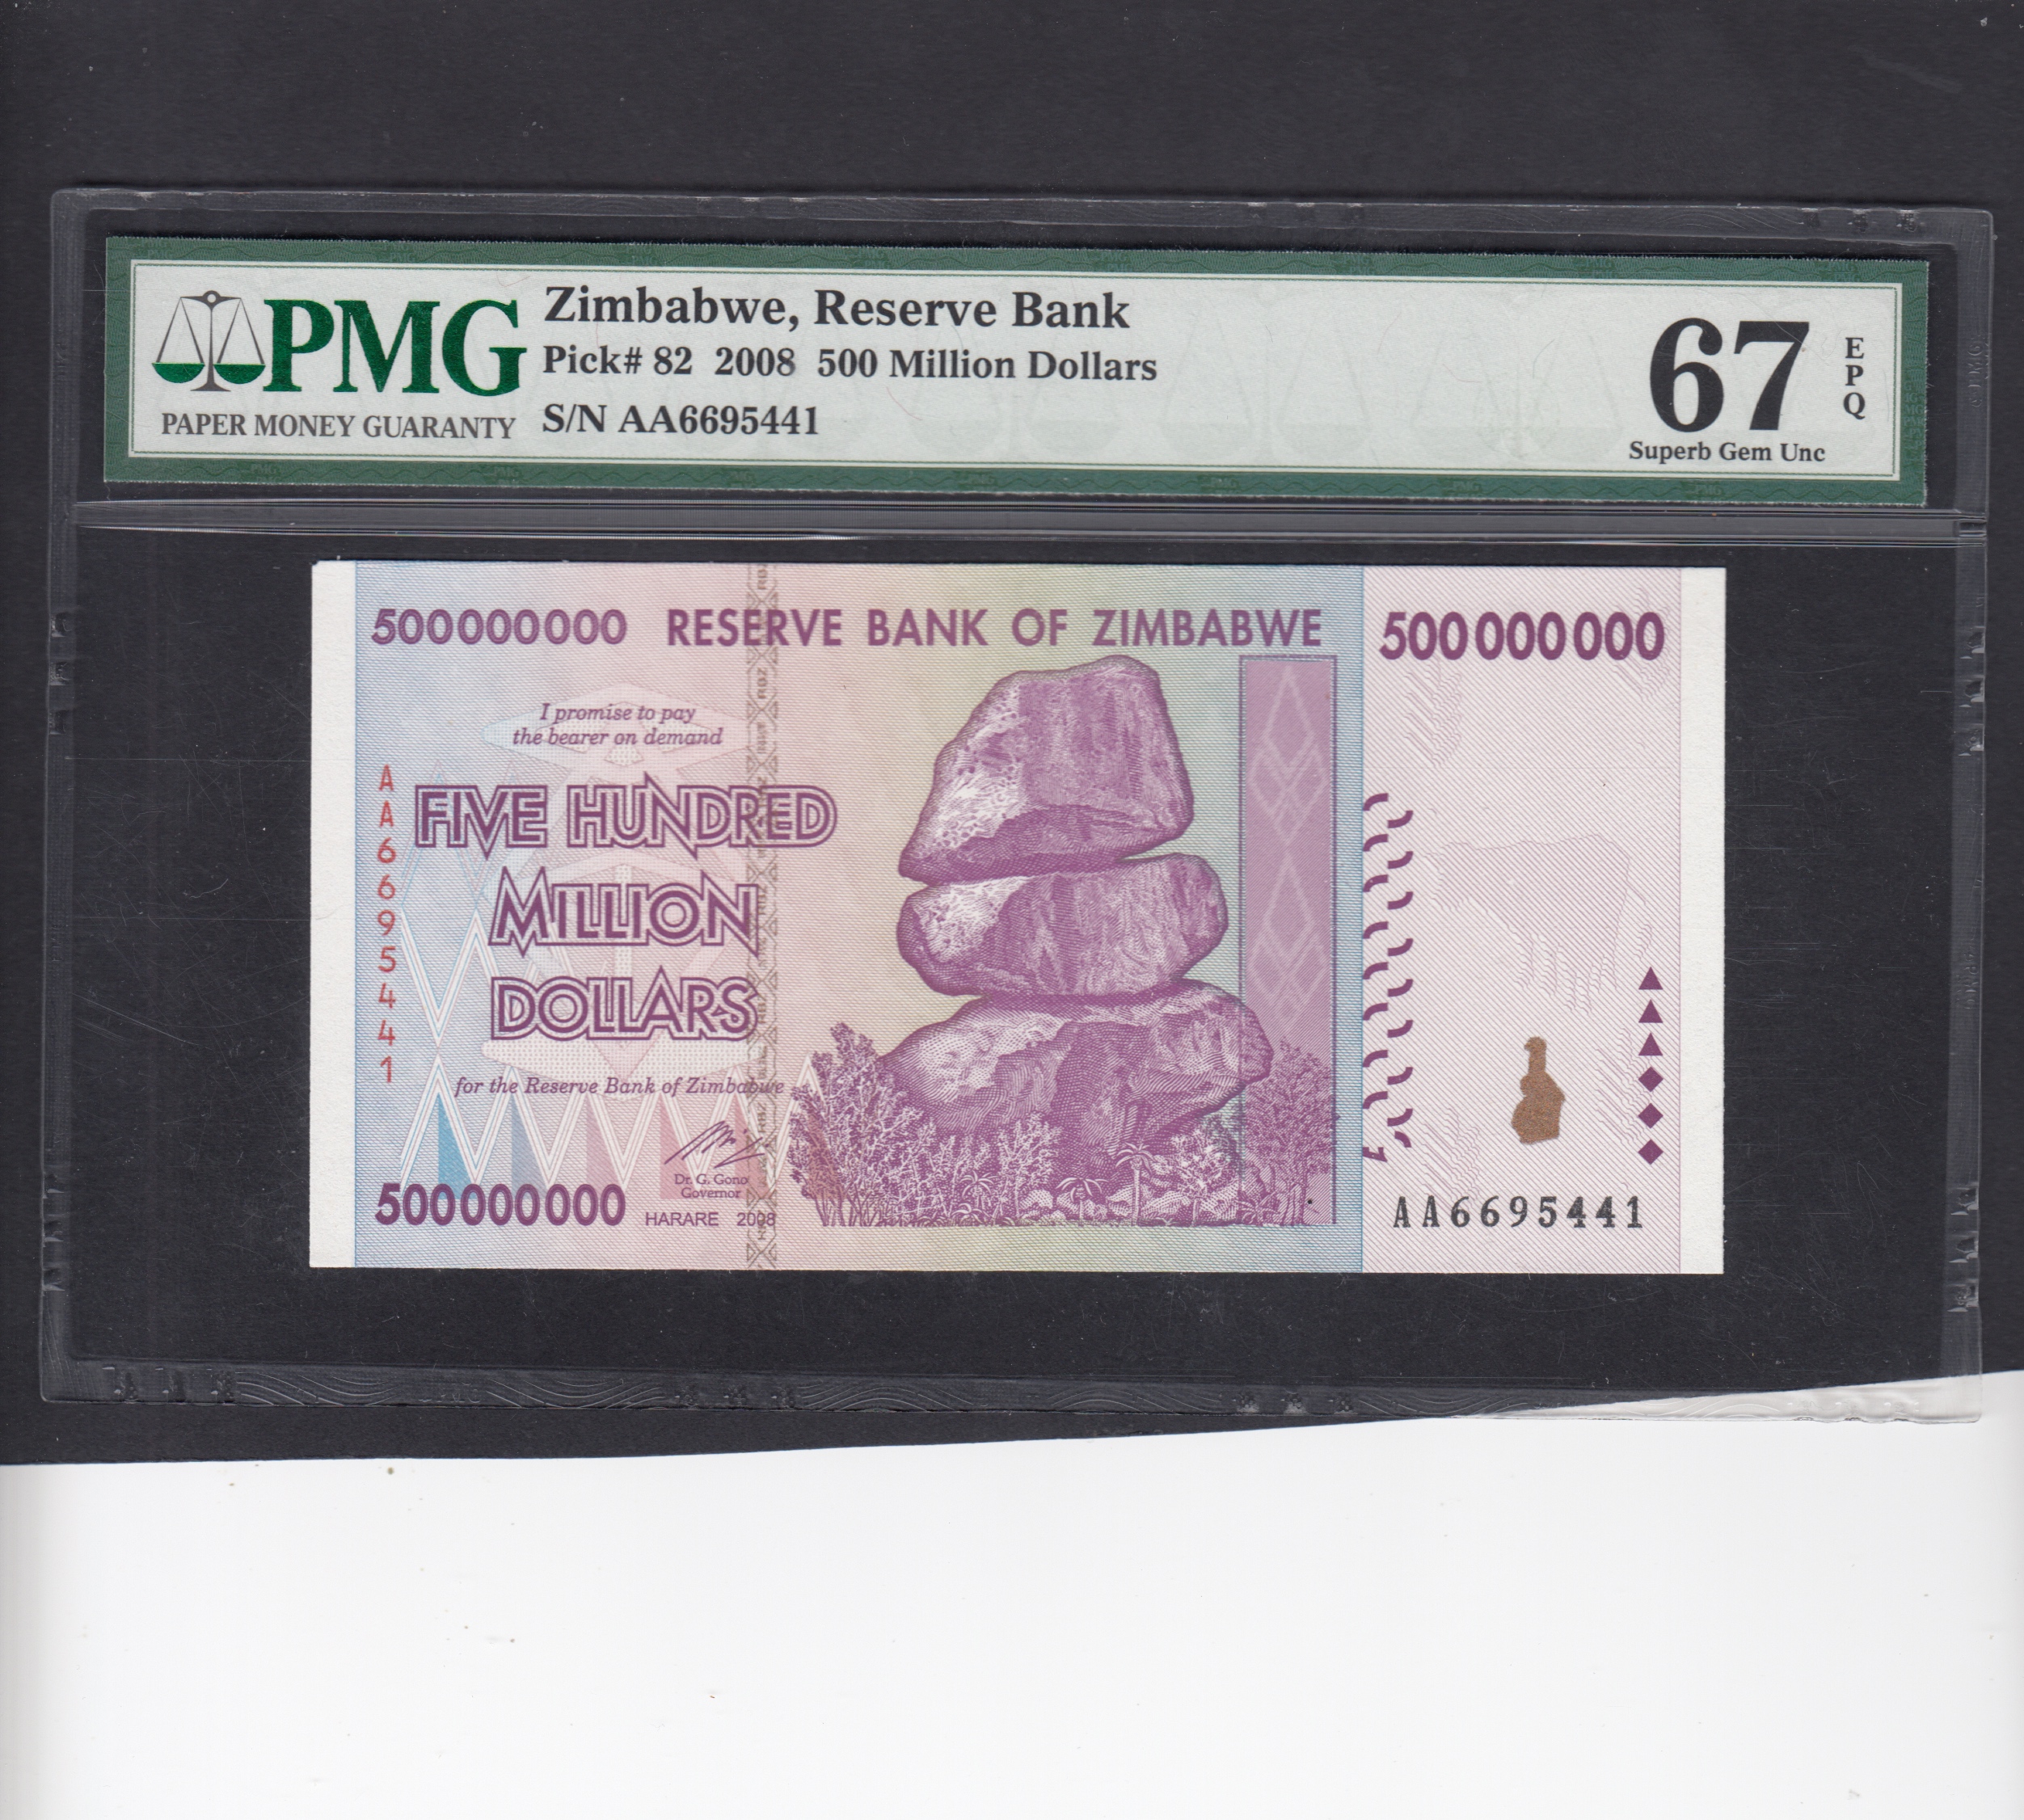 PMG
PAPER MONEY GUARANTY
Zimbabwe, Reserve Bank
Pick# 82 2008 500 Million Dollars
S/N AA6695441
67
EPQ
Superb Gem Unc
500000000 RESERVE BANK OF ZIMBABWE 500000000
I promise to pay
the bearer on demand
FIVE HUNDRED
MILLION
DOLLARS
AA6695441
for the Reserve Bank of Zimbabwe
Dr. G. Gono
Governor
500000000 HARARE 2008
AA6695441
RBZ